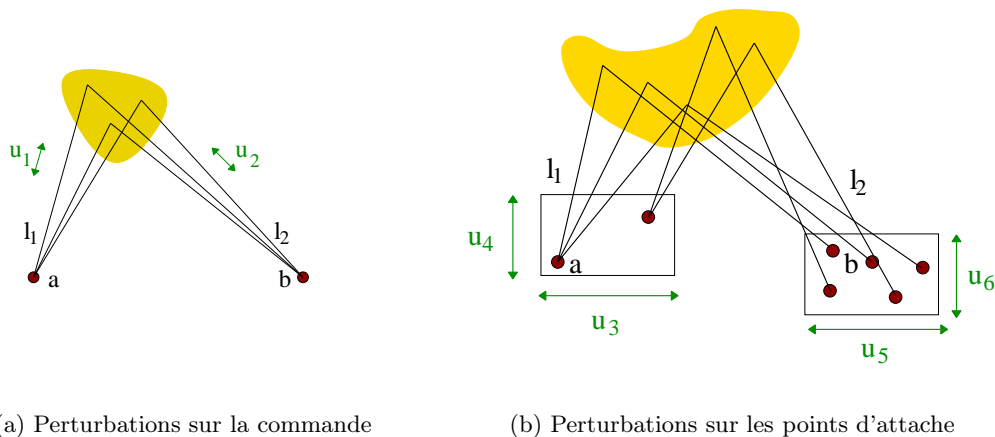 u1
u2
l1
l2
a
b
l1
l2
u4
a
b
u6
u3
u5
a) Perturbations sur la commande
(b) Perturbations sur les points d'attache